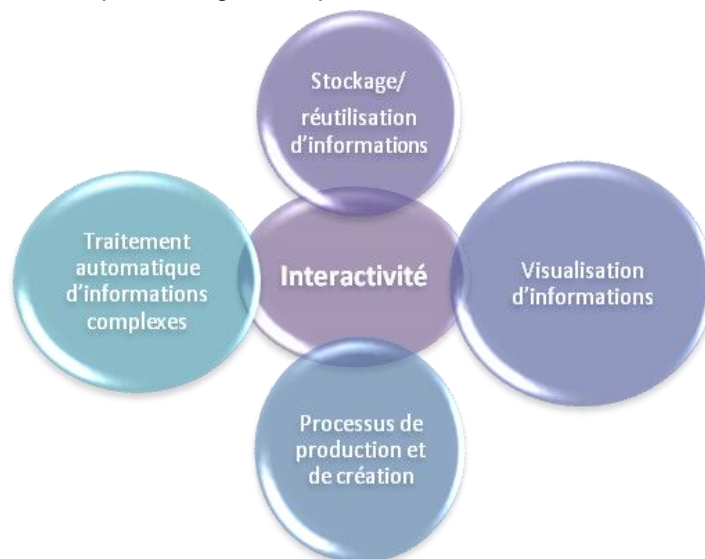 Stockage/
réutilisation
d'informations
Traitement
automatique
d'informations
complexes
Interactivité
Visualisation
d'informations
Processus de
production et
de création